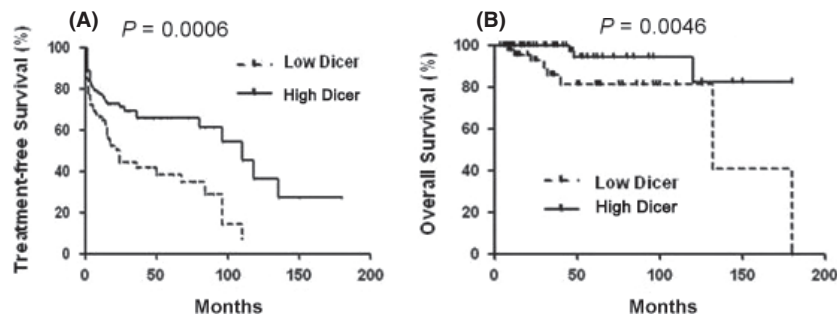 (A)
P = 0.0006
Treatment-free Survival (%)
100
80
60
40
20
0
Low Dicer
High Dicer
0 50 100 150 200
Months
(B)
P = 0.0046
Overall Survival (%)
100
80
60
40
20
0
Low Dicer
High Dicer
0 50 100 150 200
Months